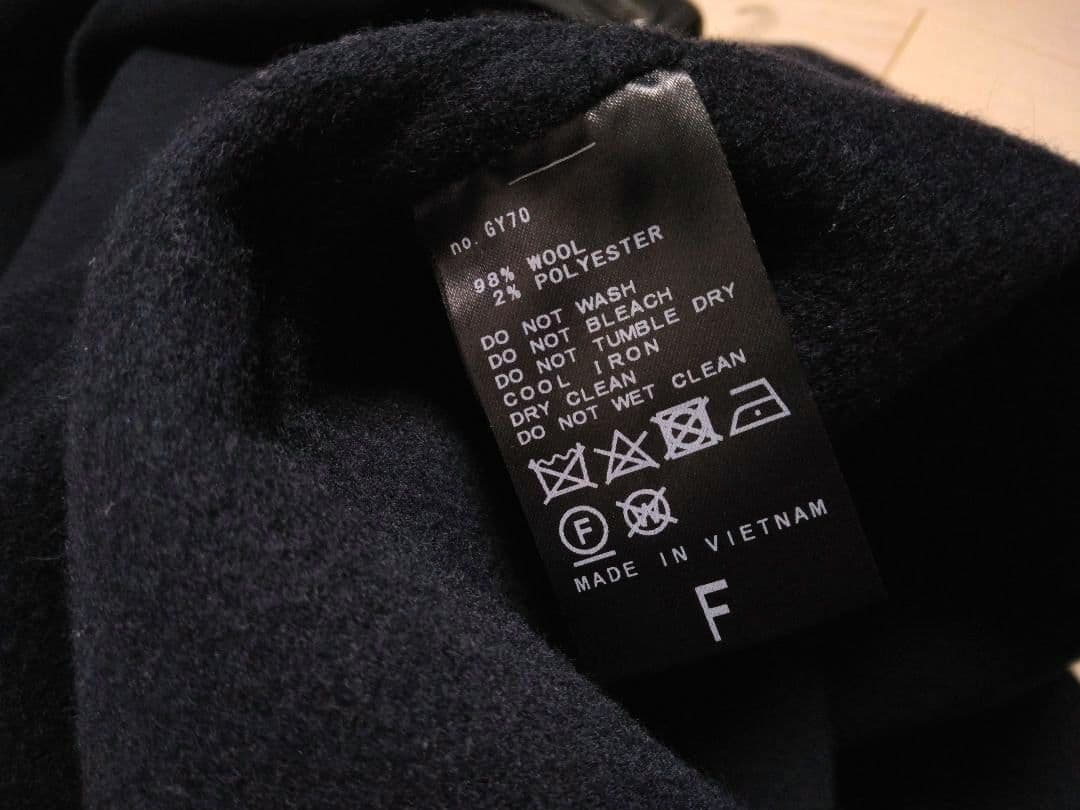 no. GY70
98% WOOL
2% POLYESTER
DO NOT WASH
DO NOT BLEACH
DO NOT TUMBLE DRY
COOL IRON
DRY CLEAN
DO NOT WET CLEAN
F W
MADE IN VIETNAM
F